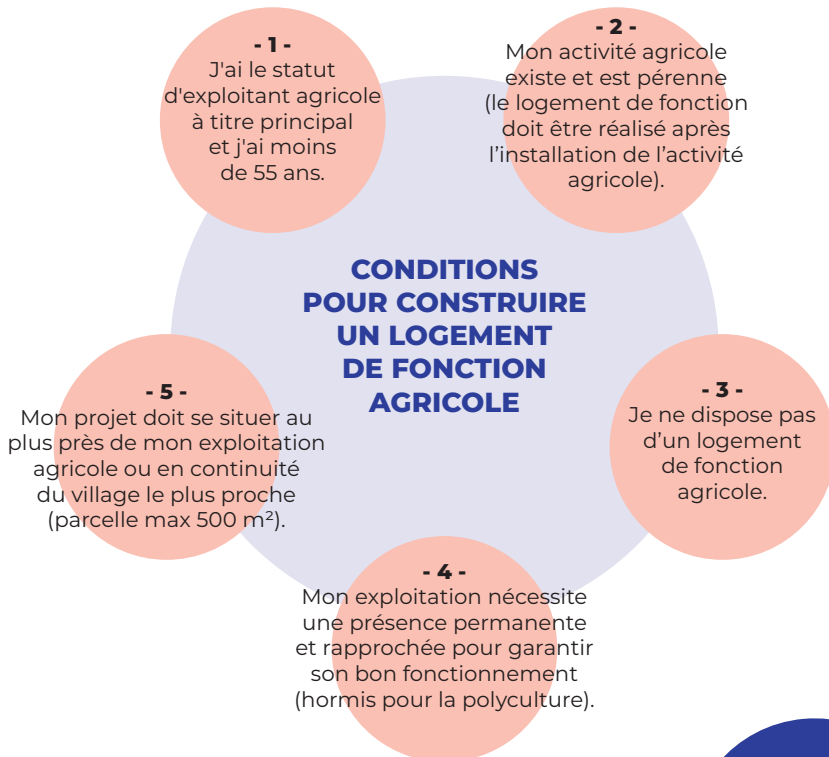 - 1 -
J'ai le statut
d'exploitant agricole
à titre principal
et j'ai moins
de 55 ans.
- 2 -
Mon activité agricole
existe et est pérenne
(le logement de fonction
doit être réalisé après
l’installation de l’activité
agricole).
CONDITIONS
POUR CONSTRUIRE
UN LOGEMENT
DE FONCTION
AGRICOLE
- 3 -
Je ne dispose pas
d’un logement
de fonction
agricole.
- 4 -
Mon exploitation nécessite
une présence permanente
et rapprochée pour garantir
son bon fonctionnement
(hormis pour la polyculture).
- 5 -
Mon projet doit se situer au
plus près de mon exploitation
agricole ou en continuité
du village le plus proche
(parcelle max 500 m²).